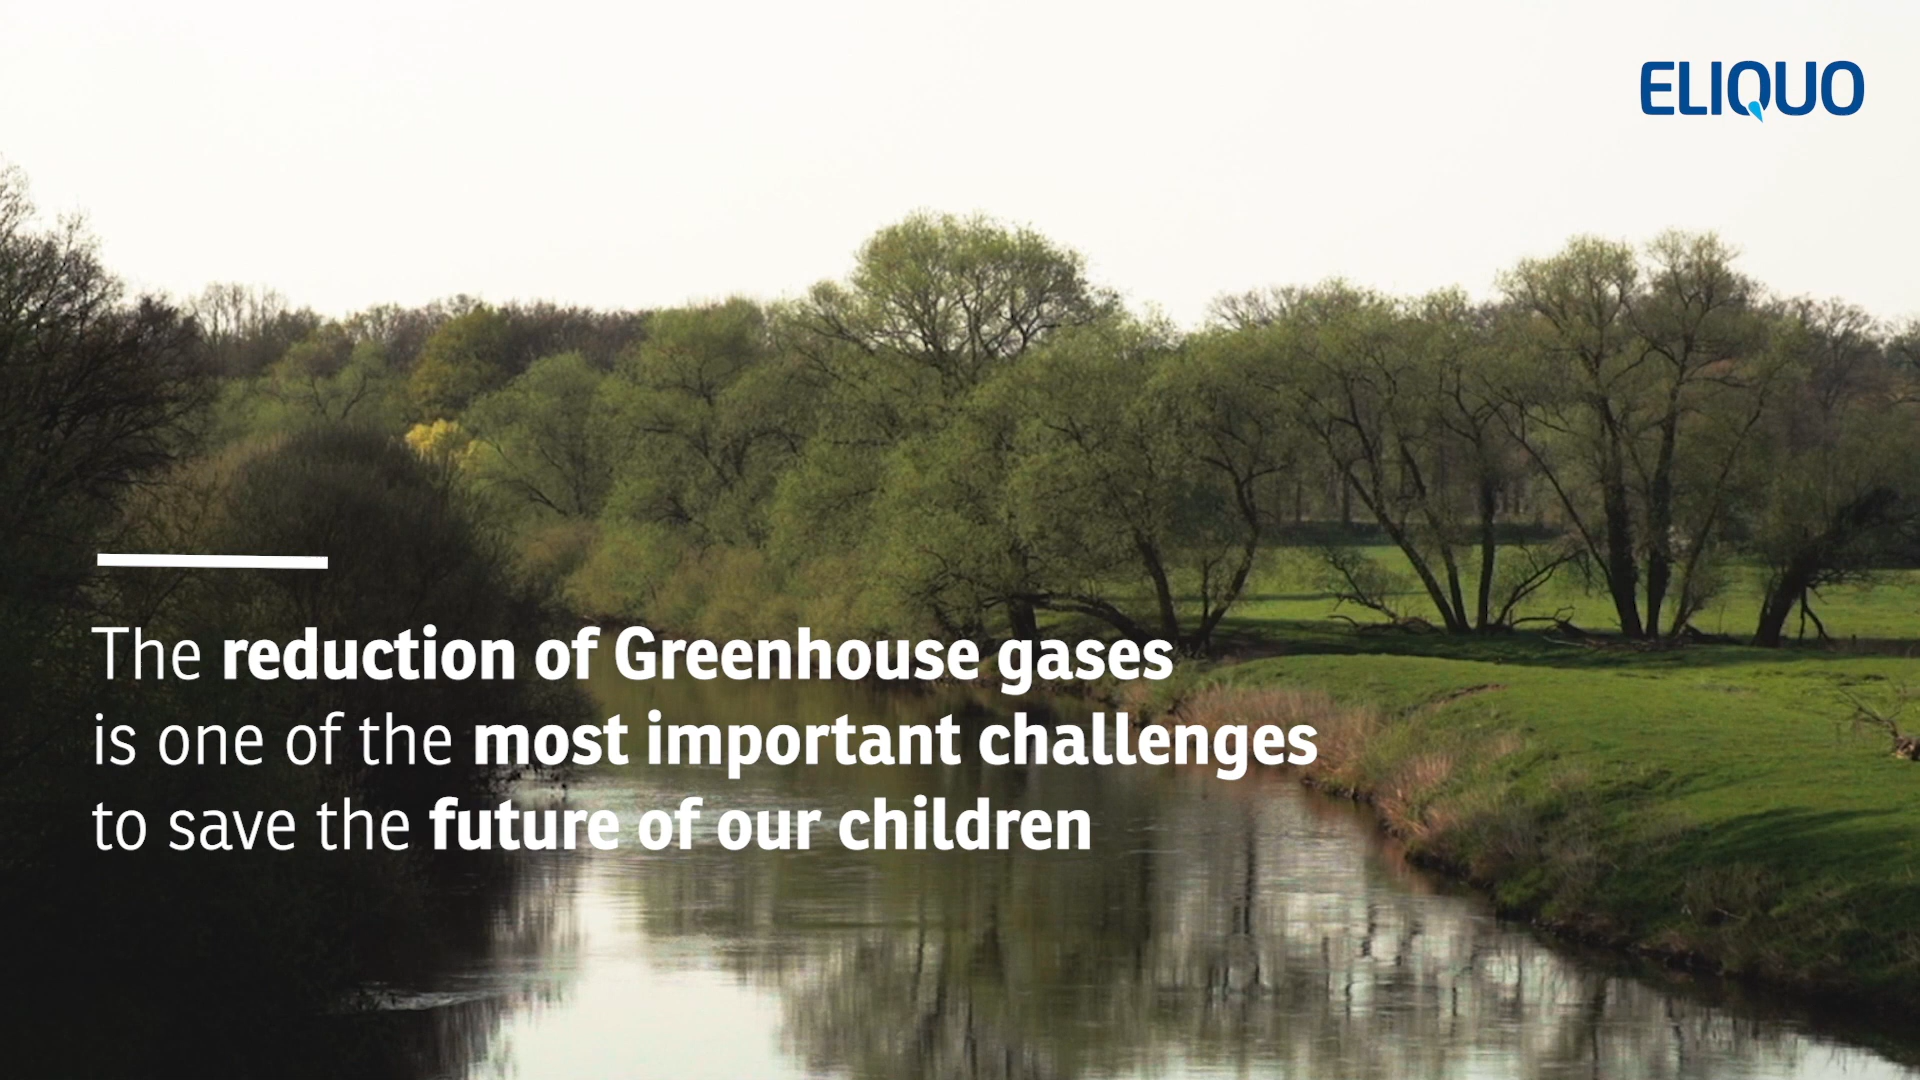 ELIQUO
The reduction of Greenhouse gases
is one of the most important challenges
to save the future of our children